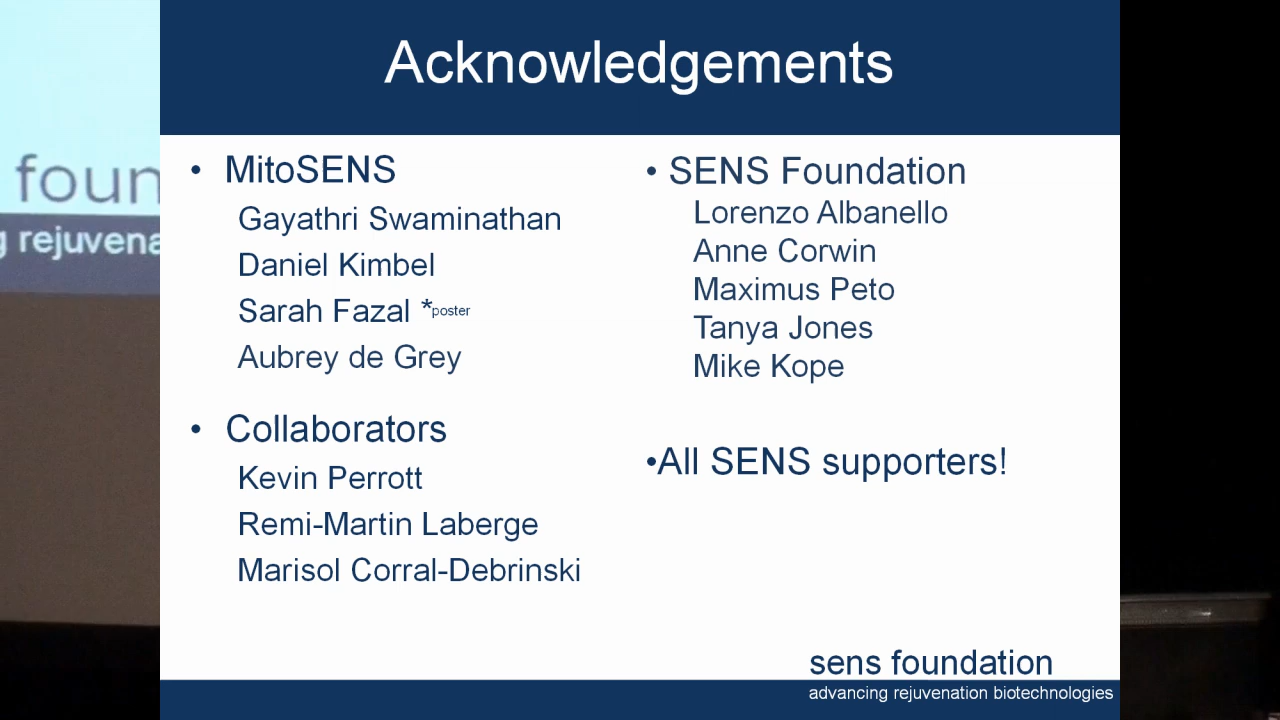 Acknowledgements
• MitoSENS
Gayathri Swaminathan
Daniel Kimbel
Sarah Fazal *poster
Aubrey de Grey
• Collaborators
Kevin Perrott
Remi-Martin Laberge
Marisol Corral-Debrinski
• SENS Foundation
Lorenzo Albanello
Anne Corwin
Maximus Peto
Tanya Jones
Mike Kope
•All SENS supporters!
sens foundation
advancing rejuvenation biotechnologies
foun
g rejuvena